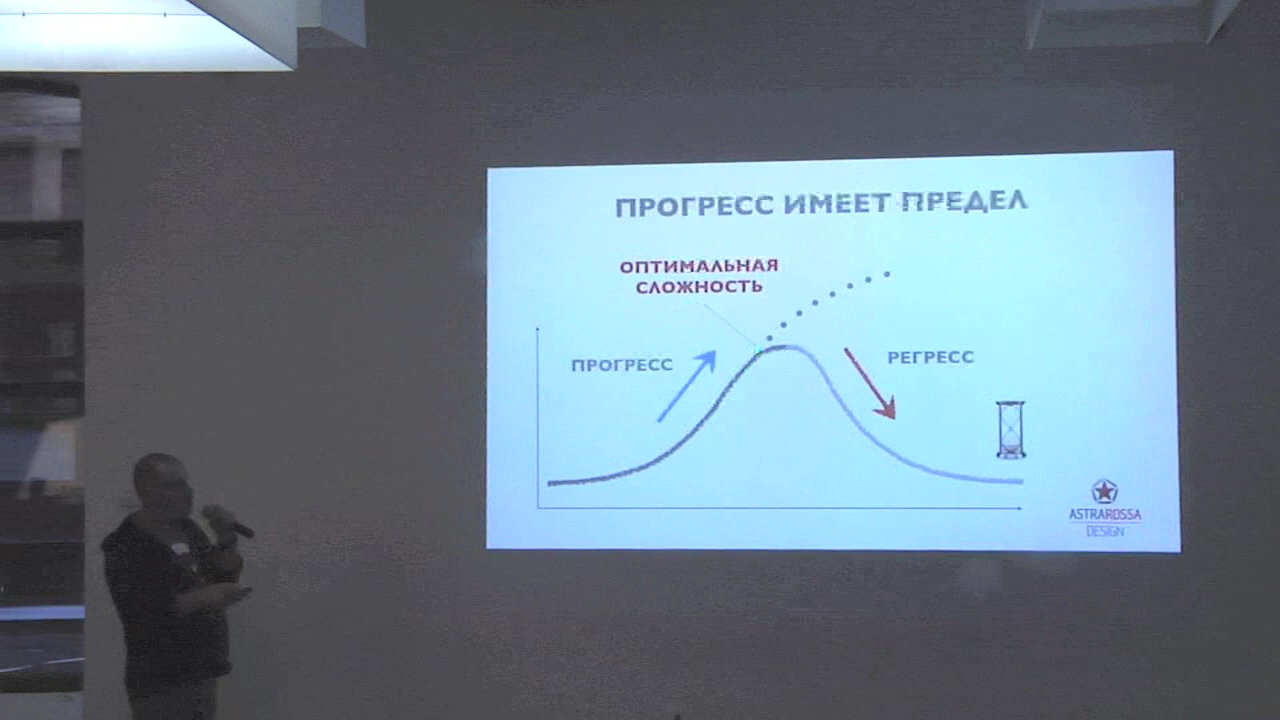 ПРОГРЕСС ИМЕЕТ ПРЕДЕЛ
ОПТИМАЛЬНАЯ
СЛОЖНОСТЬ
ПРОГРЕСС
РЕГРЕСС
ASTRAROSSA
DESIGN